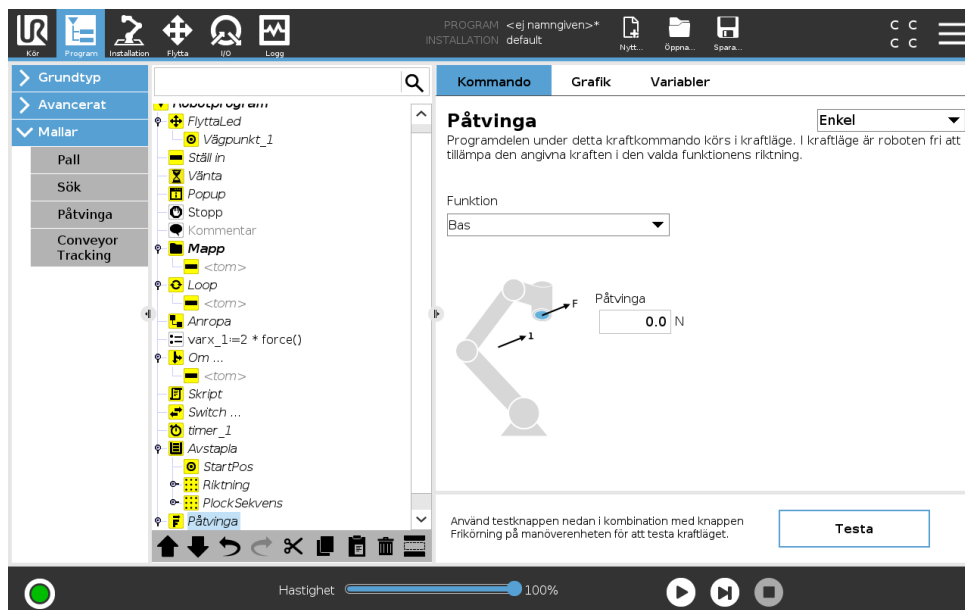 PROGRAM <ej namngiven>*
INSTALLATION default
UR
Kör
Program
Installation
Flytta
I/O
Logg
Nytt...
Öppna...
Spara...
C C
C C
Grundtyp
Avancerat
Mallar
Pall
Sök
Påtvinga
Conveyor
Tracking
Robotprogram
FlyttaLed
Vägpunkt_1
Ställ in
Vänta
Popup
Stopp
Kommentar
Mapp
<tom>
Loop
<tom>
Anropa
varx_1:=2 * force()
Om ...
<tom>
Skript
Switch ...
timer_1
Avstapla
StartPos
Riktning
PlockSekvens
Påtvinga
Kommando
Grafik
Variabler
Påtvinga
Enkel
Programdelen under detta kraftkommando körs i kraftläge. I kraftläge är roboten fri att
tillämpa den angivna kraften i den valda funktionens riktning.
Funktion
Bas
F
1
Påtvinga
0.0 N
Använd testknappen nedan i kombination med knappen
Frikörning på manöverenheten för att testa kraftläget.
Testa
Hastighet
100%